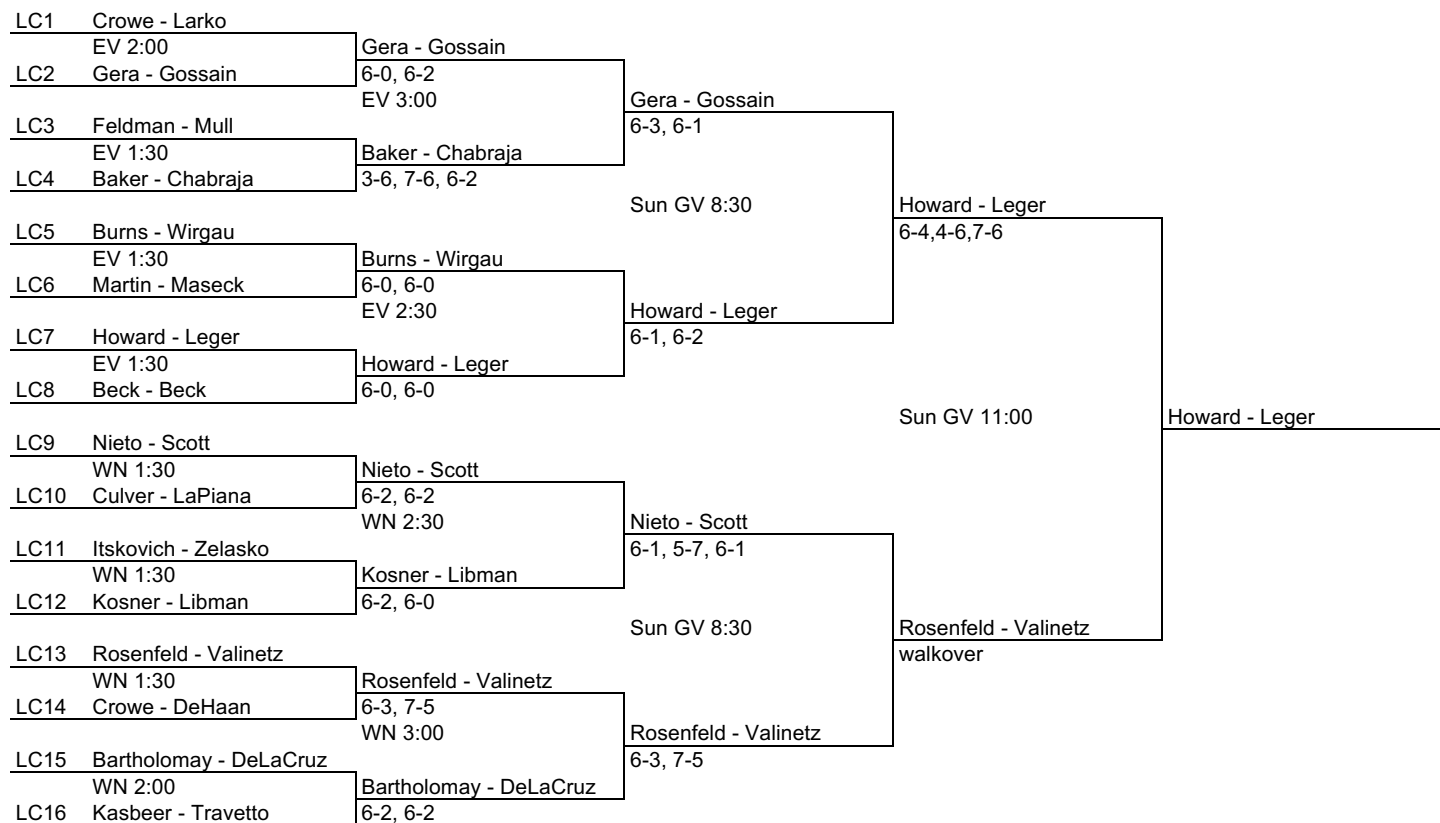 LC1 Crowe - Larko
EV 2:00 Gera - Gossain
LC2 Gera - Gossain 6-0, 6-2
EV 3:00 Gera - Gossain
LC3 Feldman - Mull 6-3, 6-1
EV 1:30 Baker - Chabraja
LC4 Baker - Chabraja 3-6, 7-6, 6-2
Sun GV 8:30 Howard - Leger
LC5 Burns - Wirgau 6-4,4-6,7-6
EV 1:30 Burns - Wirgau
LC6 Martin - Maseck 6-0, 6-0
EV 2:30 Howard - Leger
LC7 Howard - Leger 6-1, 6-2
EV 1:30 Howard - Leger
LC8 Beck - Beck 6-0, 6-0
Sun GV 11:00 Howard - Leger
LC9 Nieto - Scott
WN 1:30 Nieto - Scott
LC10 Culver - LaPiana 6-2, 6-2
WN 2:30 Nieto - Scott
LC11 Itskovich - Zelasko 6-1, 5-7, 6-1
WN 1:30 Kosner - Libman
LC12 Kosner - Libman 6-2, 6-0
Sun GV 8:30 Rosenfeld - Valinetz
LC13 Rosenfeld - Valinetz walkover
WN 1:30 Rosenfeld - Valinetz
LC14 Crowe - DeHaan 6-3, 7-5
WN 3:00 Rosenfeld - Valinetz
LC15 Bartholomay - DeLaCruz 6-3, 7-5
WN 2:00 Bartholomay - DeLaCruz
LC16 Kasbeer - Travetto 6-2, 6-2